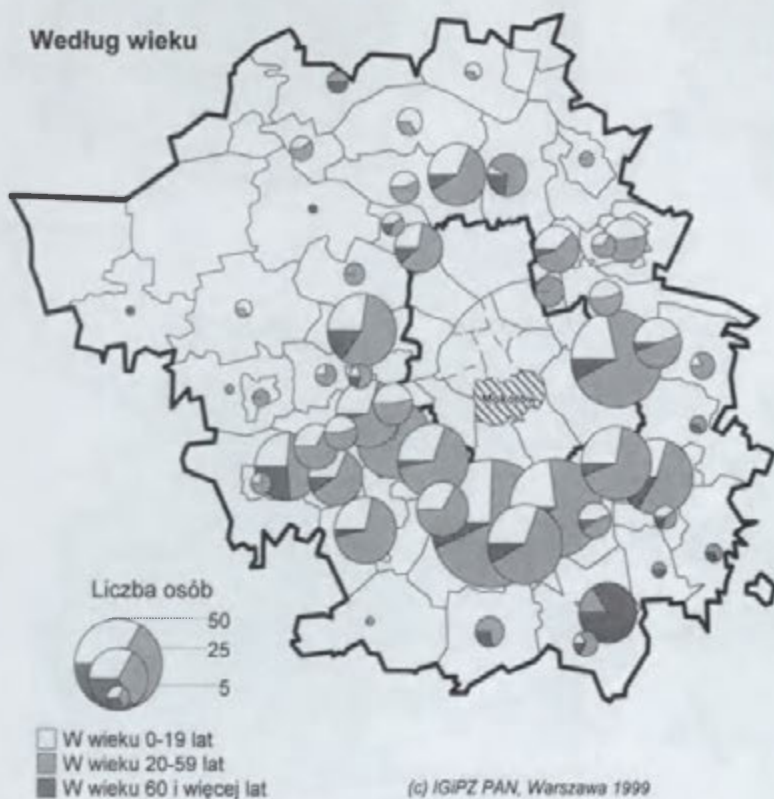 Według wieku
Mokotów
Liczba osób
50
25
5
W wieku 0-19 lat
W wieku 20-59 lat
W wieku 60 i więcej lat
(c) IGiPZ PAN, Warszawa 1999